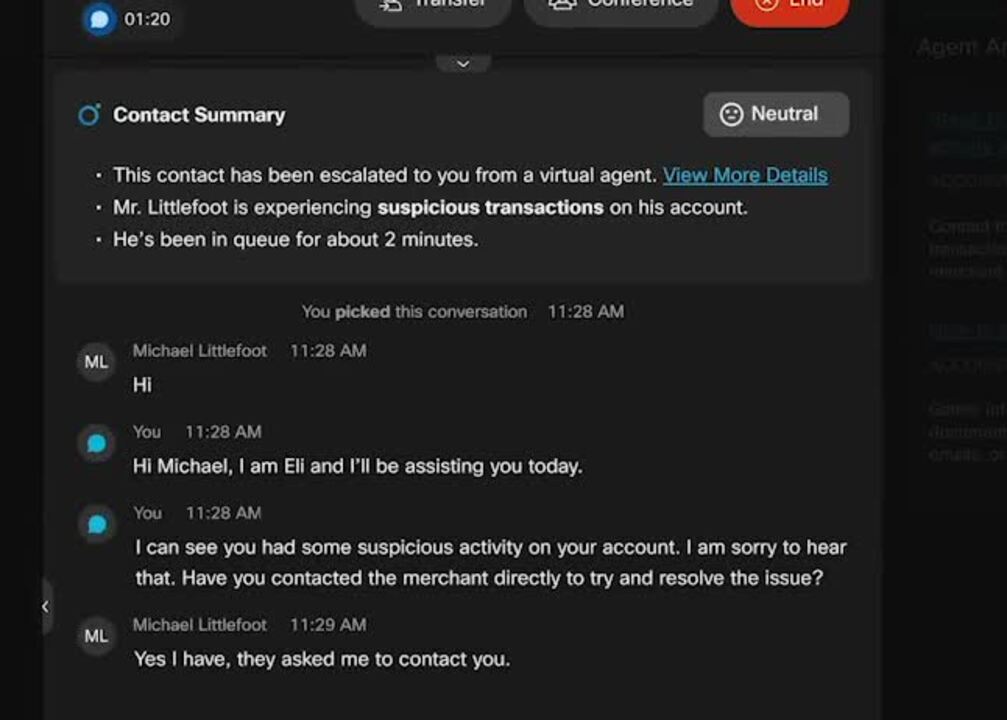 01:20
Transfer
Conference
End
Agent
Contact Summary
Neutral
• This contact has been escalated to you from a virtual agent. View More Details
• Mr. Littlefoot is experiencing suspicious transactions on his account.
• He's been in queue for about 2 minutes.
You picked this conversation 11:28 AM
ML
Michael Littlefoot 11:28 AM
Hi
You 11:28 AM
Hi Michael, I am Eli and I'll be assisting you today.
You 11:28 AM
I can see you had some suspicious activity on your account. I am sorry to hear
that. Have you contacted the merchant directly to try and resolve the issue?
ML
Michael Littlefoot 11:29 AM
Yes I have, they asked me to contact you.